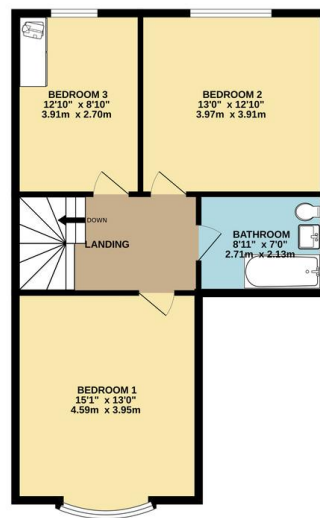 BEDROOM 3
12'10" x 8'10"
3.91m x 2.70m
BEDROOM 2
13'0" x 12'10"
3.97m x 3.91m
DOWN
LANDING
BATHROOM
8'11" x 7'0"
2.71m x 2.13m
BEDROOM 1
15'1" x 13'0"
4.59m x 3.95m